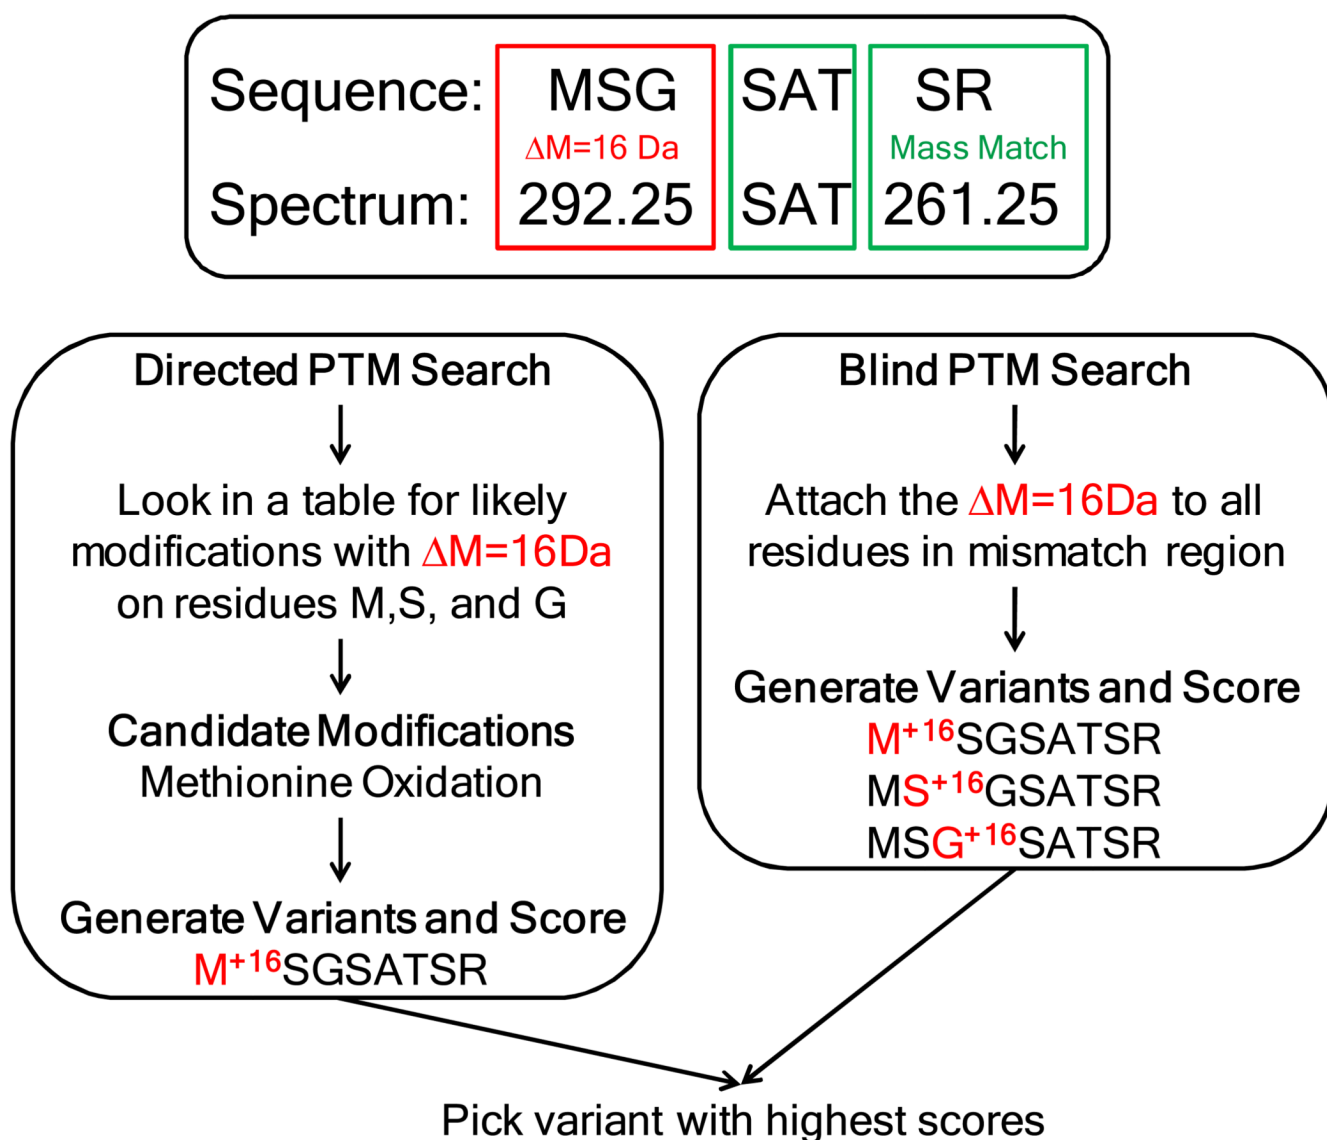 Sequence: MSG SAT SR
ΔM=16 Da Mass Match
Spectrum: 292.25 SAT 261.25
Directed PTM Search
Look in a table for likely
modifications with ΔM=16Da
on residues M,S, and G
Candidate Modifications
Methionine Oxidation
Generate Variants and Score
M+16SGSATSR
Blind PTM Search
Attach the ΔM=16Da to all
residues in mismatch region
Generate Variants and Score
M+16SGSATSR
MS+16GSATSR
MSG+16SATSR
Pick variant with highest scores